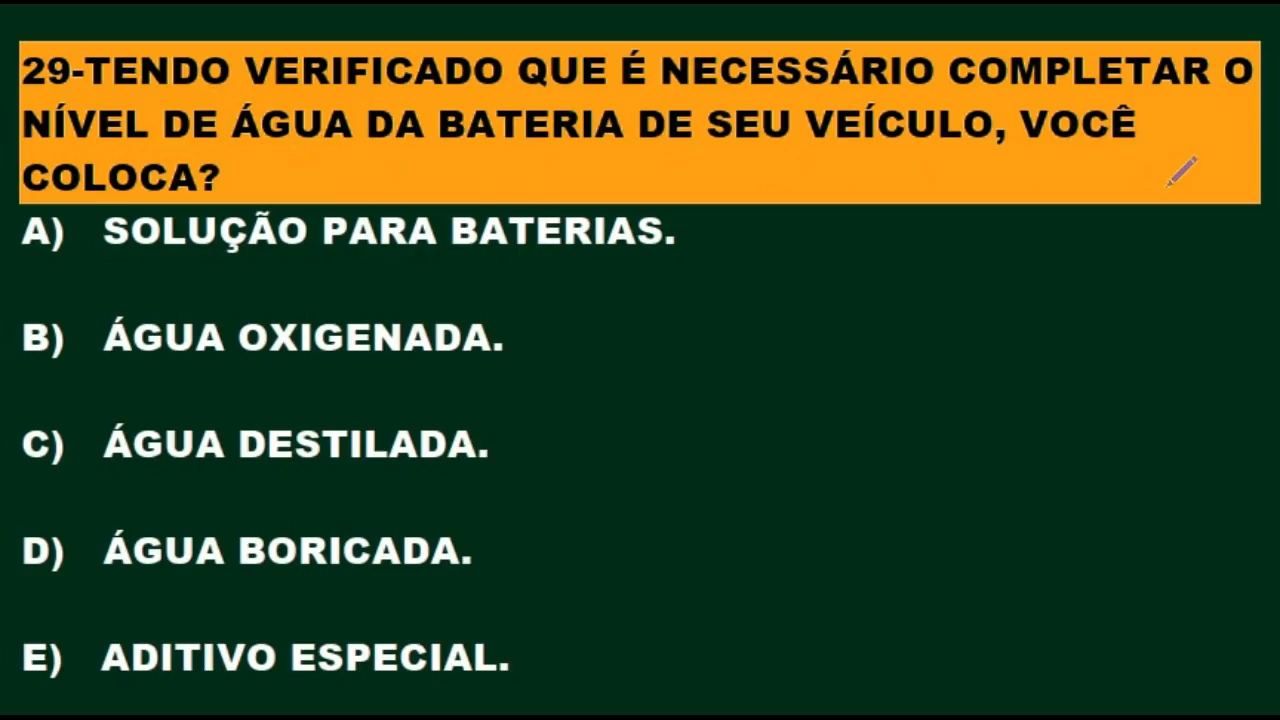 29-TENDO VERIFICADO QUE É NECESSÁRIO COMPLETAR O
NÍVEL DE ÁGUA DA BATERIA DE SEU VEÍCULO, VOCÊ
COLOCA?
A) SOLUÇÃO PARA BATERIAS.
B) ÁGUA OXIGENADA.
C) ÁGUA DESTILADA.
D) ÁGUA BORICADA.
E) ADITIVO ESPECIAL.